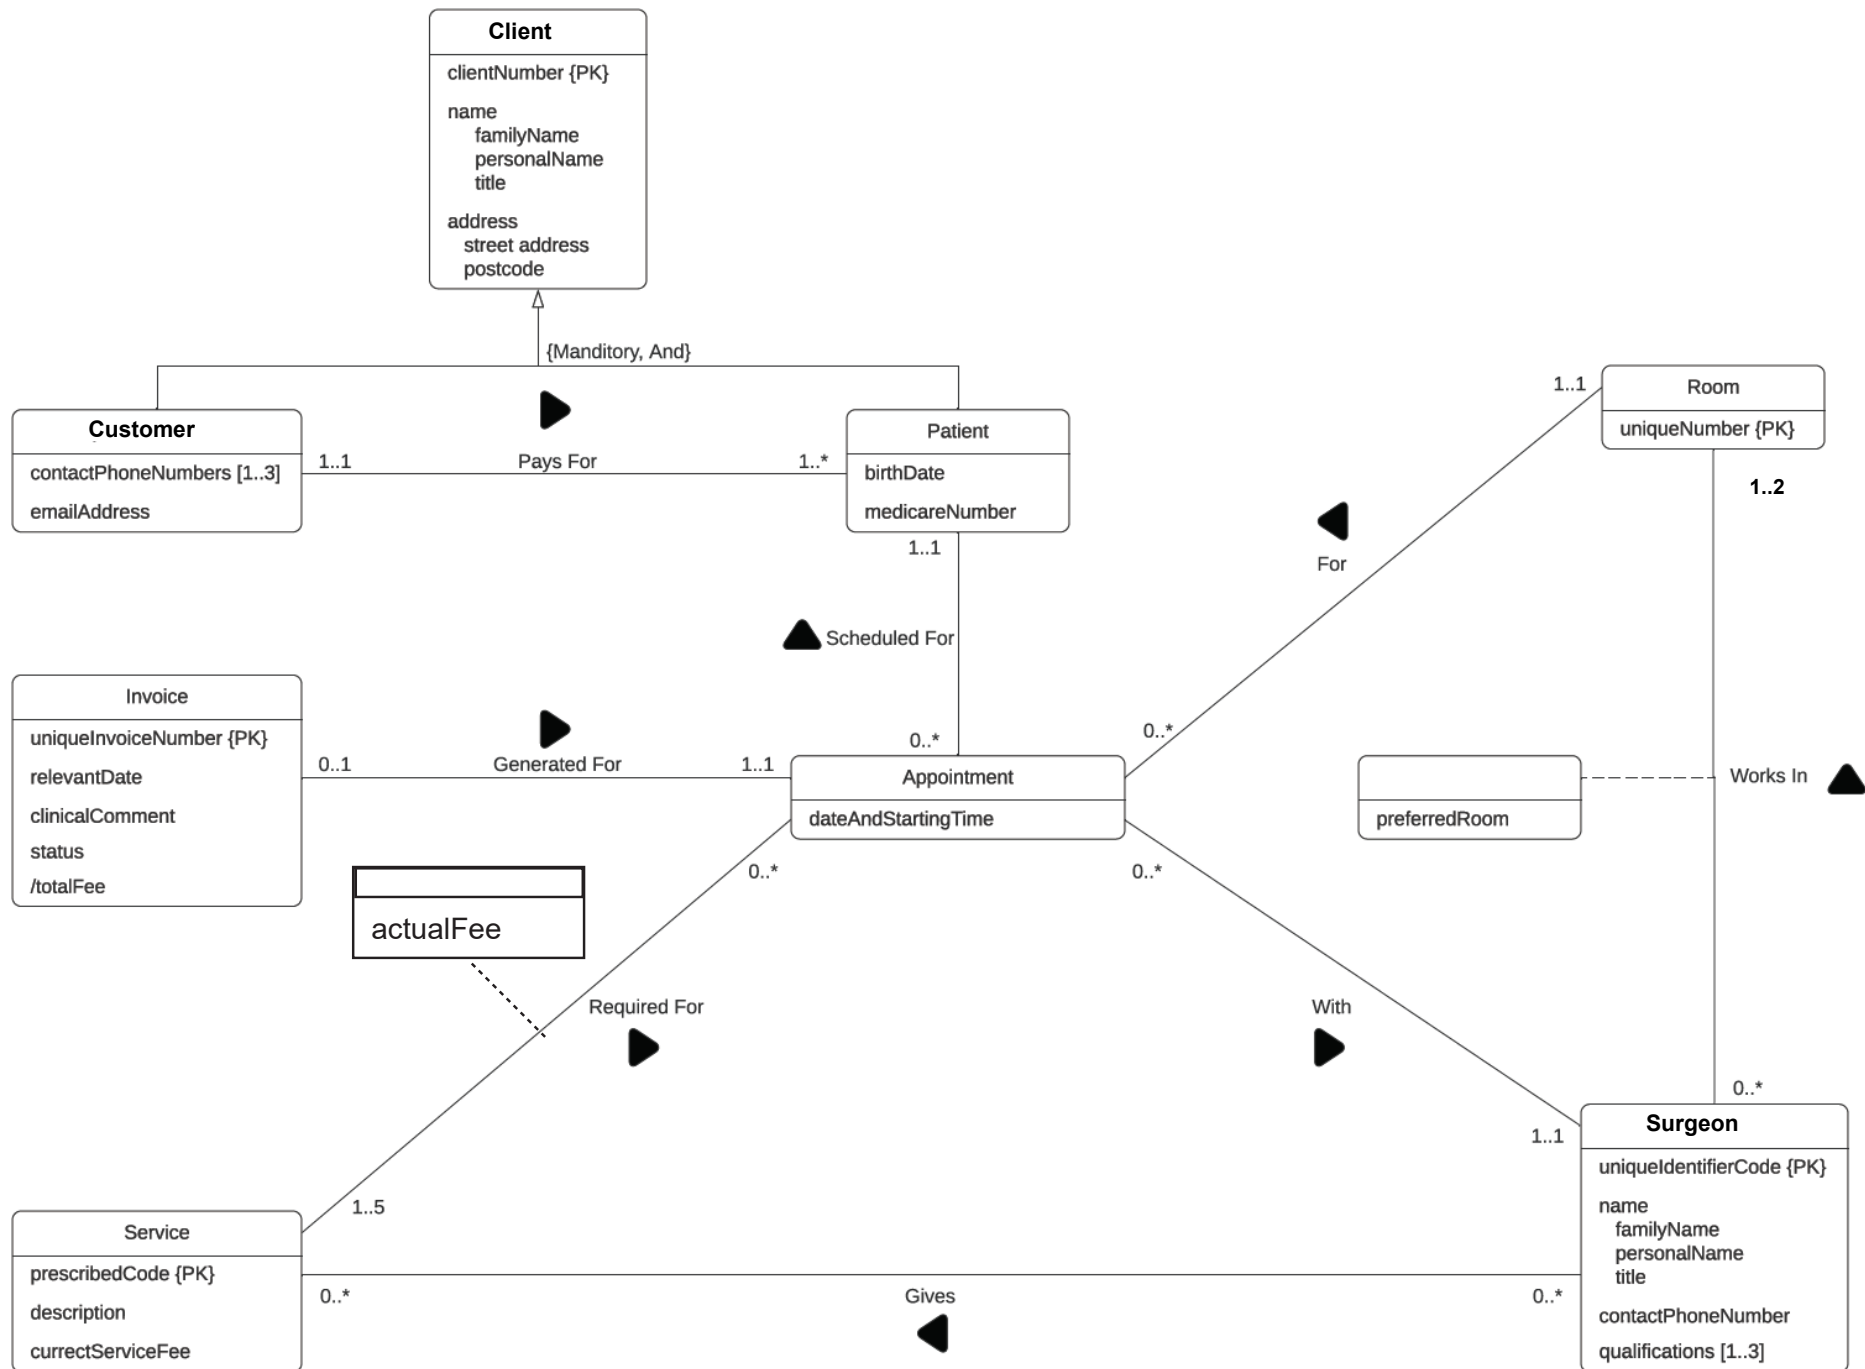 Client
clientNumber {PK}
name
familyName
personalName
title
address
street address
postcode
{Manditory, And}
Customer
contactPhoneNumbers [1..3]
emailAddress
1..1
Pays For
1..*
Patient
birthDate
medicareNumber
1..1
Room
uniqueNumber {PK}
1..2
1..1
For
Scheduled For
Invoice
uniqueInvoiceNumber {PK}
relevantDate
clinicalComment
status
/totalFee
0..1
Generated For
1..1
0..*
0..*
Appointment
dateAndStartingTime
preferredRoom
Works In
0..*
0..*
actualFee
Required For
With
0..*
1..1
1..5
Surgeon
uniqueIdentifierCode {PK}
name
familyName
personalName
title
contactPhoneNumber
qualifications [1..3]
Service
prescribedCode {PK}
description
currectServiceFee
0..*
Gives
0..*